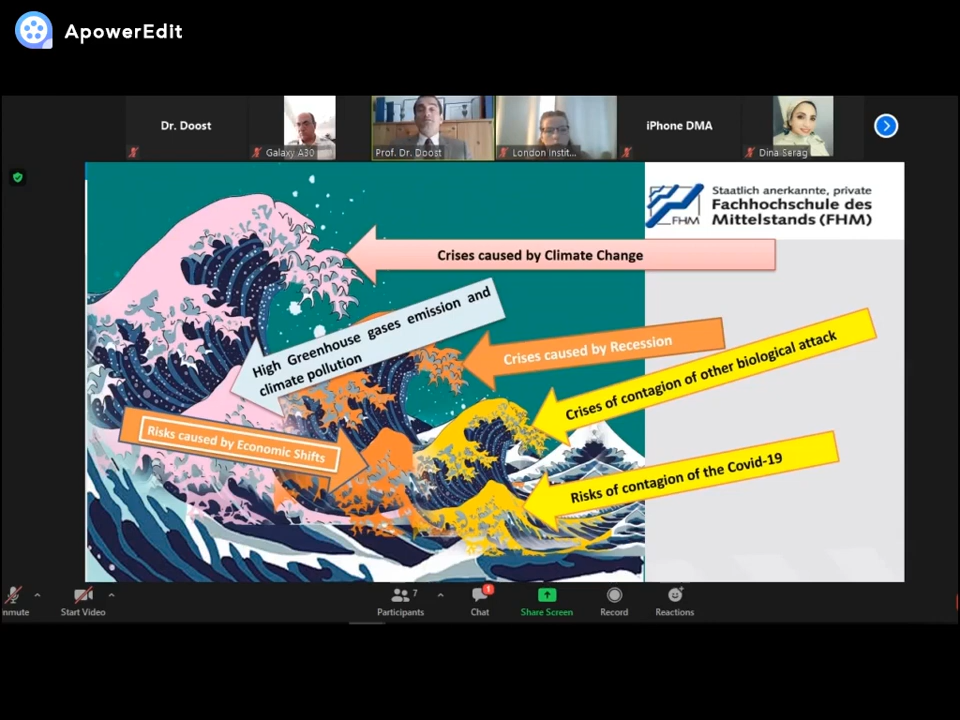 ApowerEdit
Dr. Doost
Galaxy A30
Prof. Dr. Doost
London Instit...
iPhone DMA
Dina Serag
Staatlich anerkannte, private
Fachhochschule des
Mittelstands (FHM)
FHM
Crises caused by Climate Change
High Greenhouse gases emission and
climate pollution
Crises caused by Recession
Crises of contagion of other biological attack
Risks caused by Economic Shifts
Risks of contagion of the Covid-19
nmute
Start Video
7
Participants
1
Chat
Share Screen
Record
Reactions